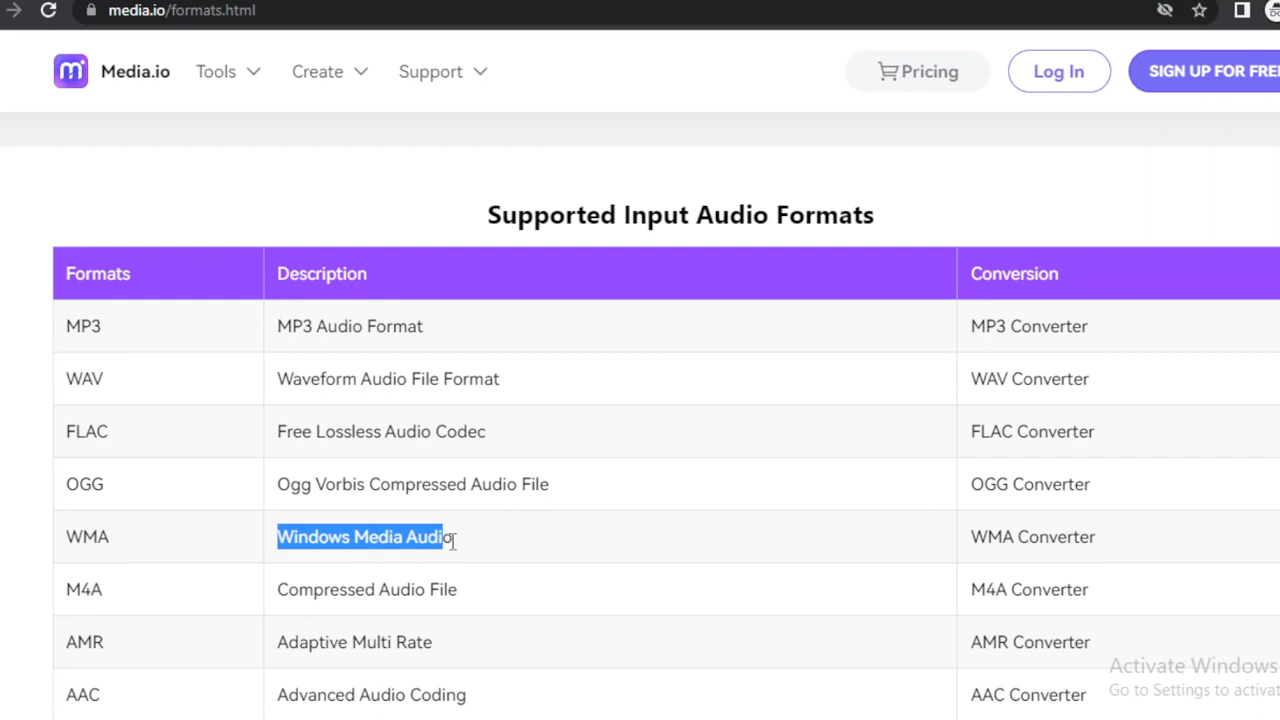 media.io/formats.html
Media.io Tools Create Support Pricing Log In SIGN UP FOR FREE
Supported Input Audio Formats
Formats Description Conversion
MP3 MP3 Audio Format MP3 Converter
WAV Waveform Audio File Format WAV Converter
FLAC Free Lossless Audio Codec FLAC Converter
OGG Ogg Vorbis Compressed Audio File OGG Converter
WMA Windows Media Audio WMA Converter
M4A Compressed Audio File M4A Converter
AMR Adaptive Multi Rate AMR Converter
AAC Advanced Audio Coding AAC Converter
Activate Windows
Go to Settings to activat